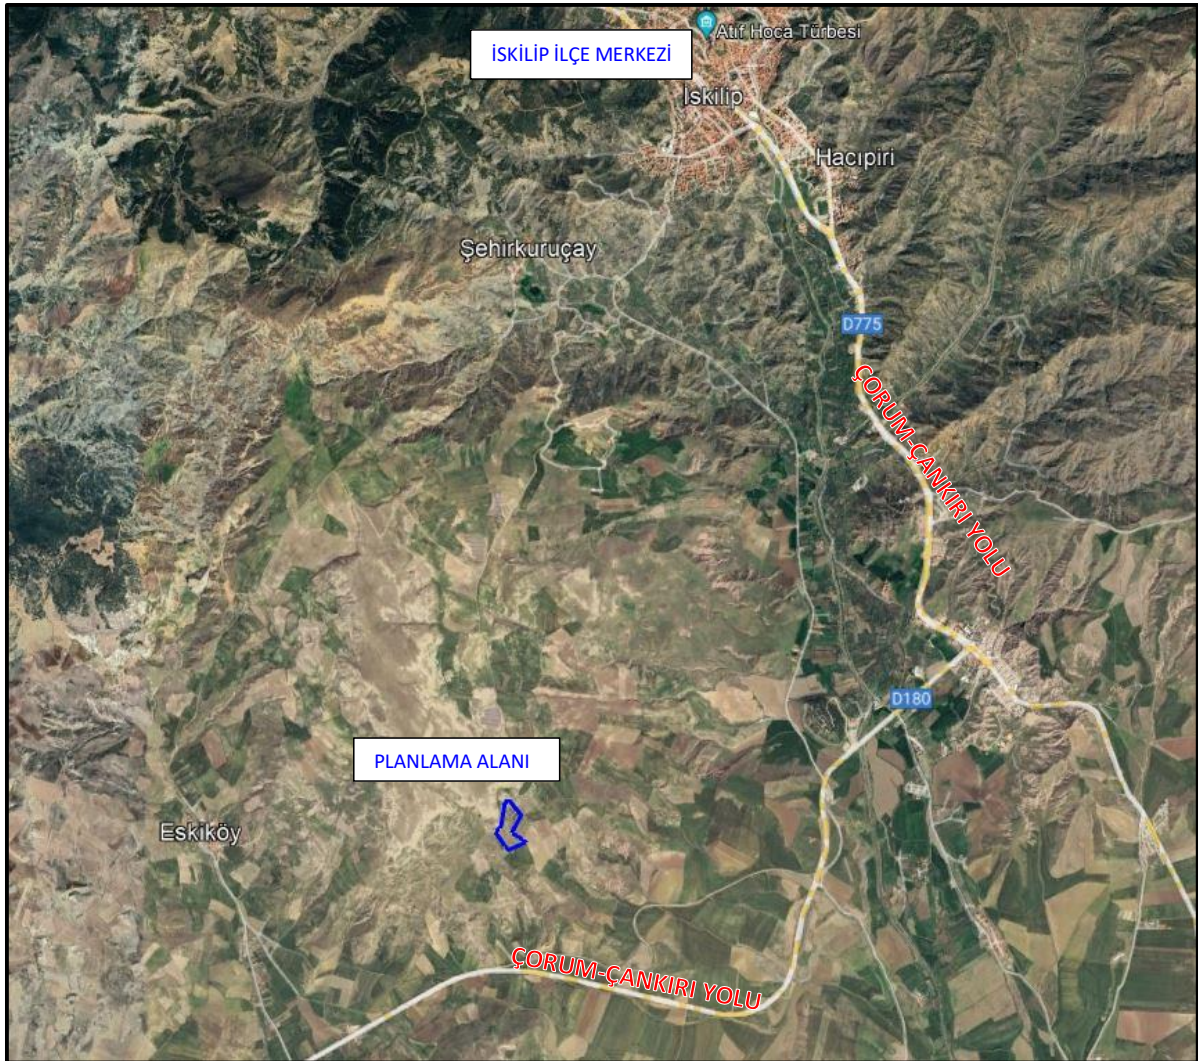 Atıf Hoca Türbesi
İSKİLİP İLÇE MERKEZİ
İskilip
Hacıpiri
Şehirkuruçay
D775
ÇORUM-ÇANKIRI YOLU
D180
PLANLAMA ALANI
Eskiköy
ÇORUM-ÇANKIRI YOLU